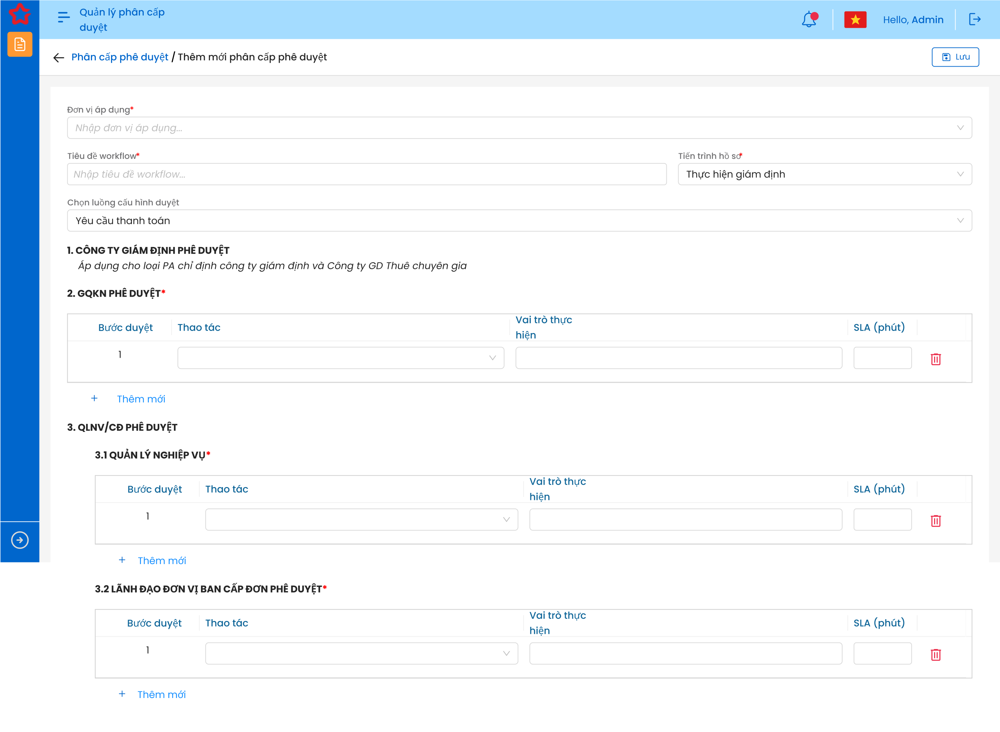 Quản lý phân cấp
duyệt
Hello, Admin
Phân cấp phê duyệt / Thêm mới phân cấp phê duyệt
Lưu
Đơn vị áp dụng*
Nhập đơn vị áp dụng...
Tiêu đề workflow*
Tiến trình hồ sơ*
Nhập tiêu đề workflow...
Thực hiện giám định
Chọn luồng cấu hình duyệt
Yêu cầu thanh toán
1. CÔNG TY GIÁM ĐỊNH PHÊ DUYỆT
Áp dụng cho loại PA chỉ định công ty giám định và Công ty GD Thuê chuyên gia
2. GQKN PHÊ DUYỆT*
Bước duyệt
Thao tác
Vai trò thực
hiện
SLA (phút)
1
+ Thêm mới
3. QLNV/CĐ PHÊ DUYỆT
3.1 QUẢN LÝ NGHIỆP VỤ*
Bước duyệt
Thao tác
Vai trò thực
hiện
SLA (phút)
1
+ Thêm mới
3.2 LÃNH ĐẠO ĐƠN VỊ BAN CẤP ĐƠN PHÊ DUYỆT*
Bước duyệt
Thao tác
Vai trò thực
hiện
SLA (phút)
1
+ Thêm mới